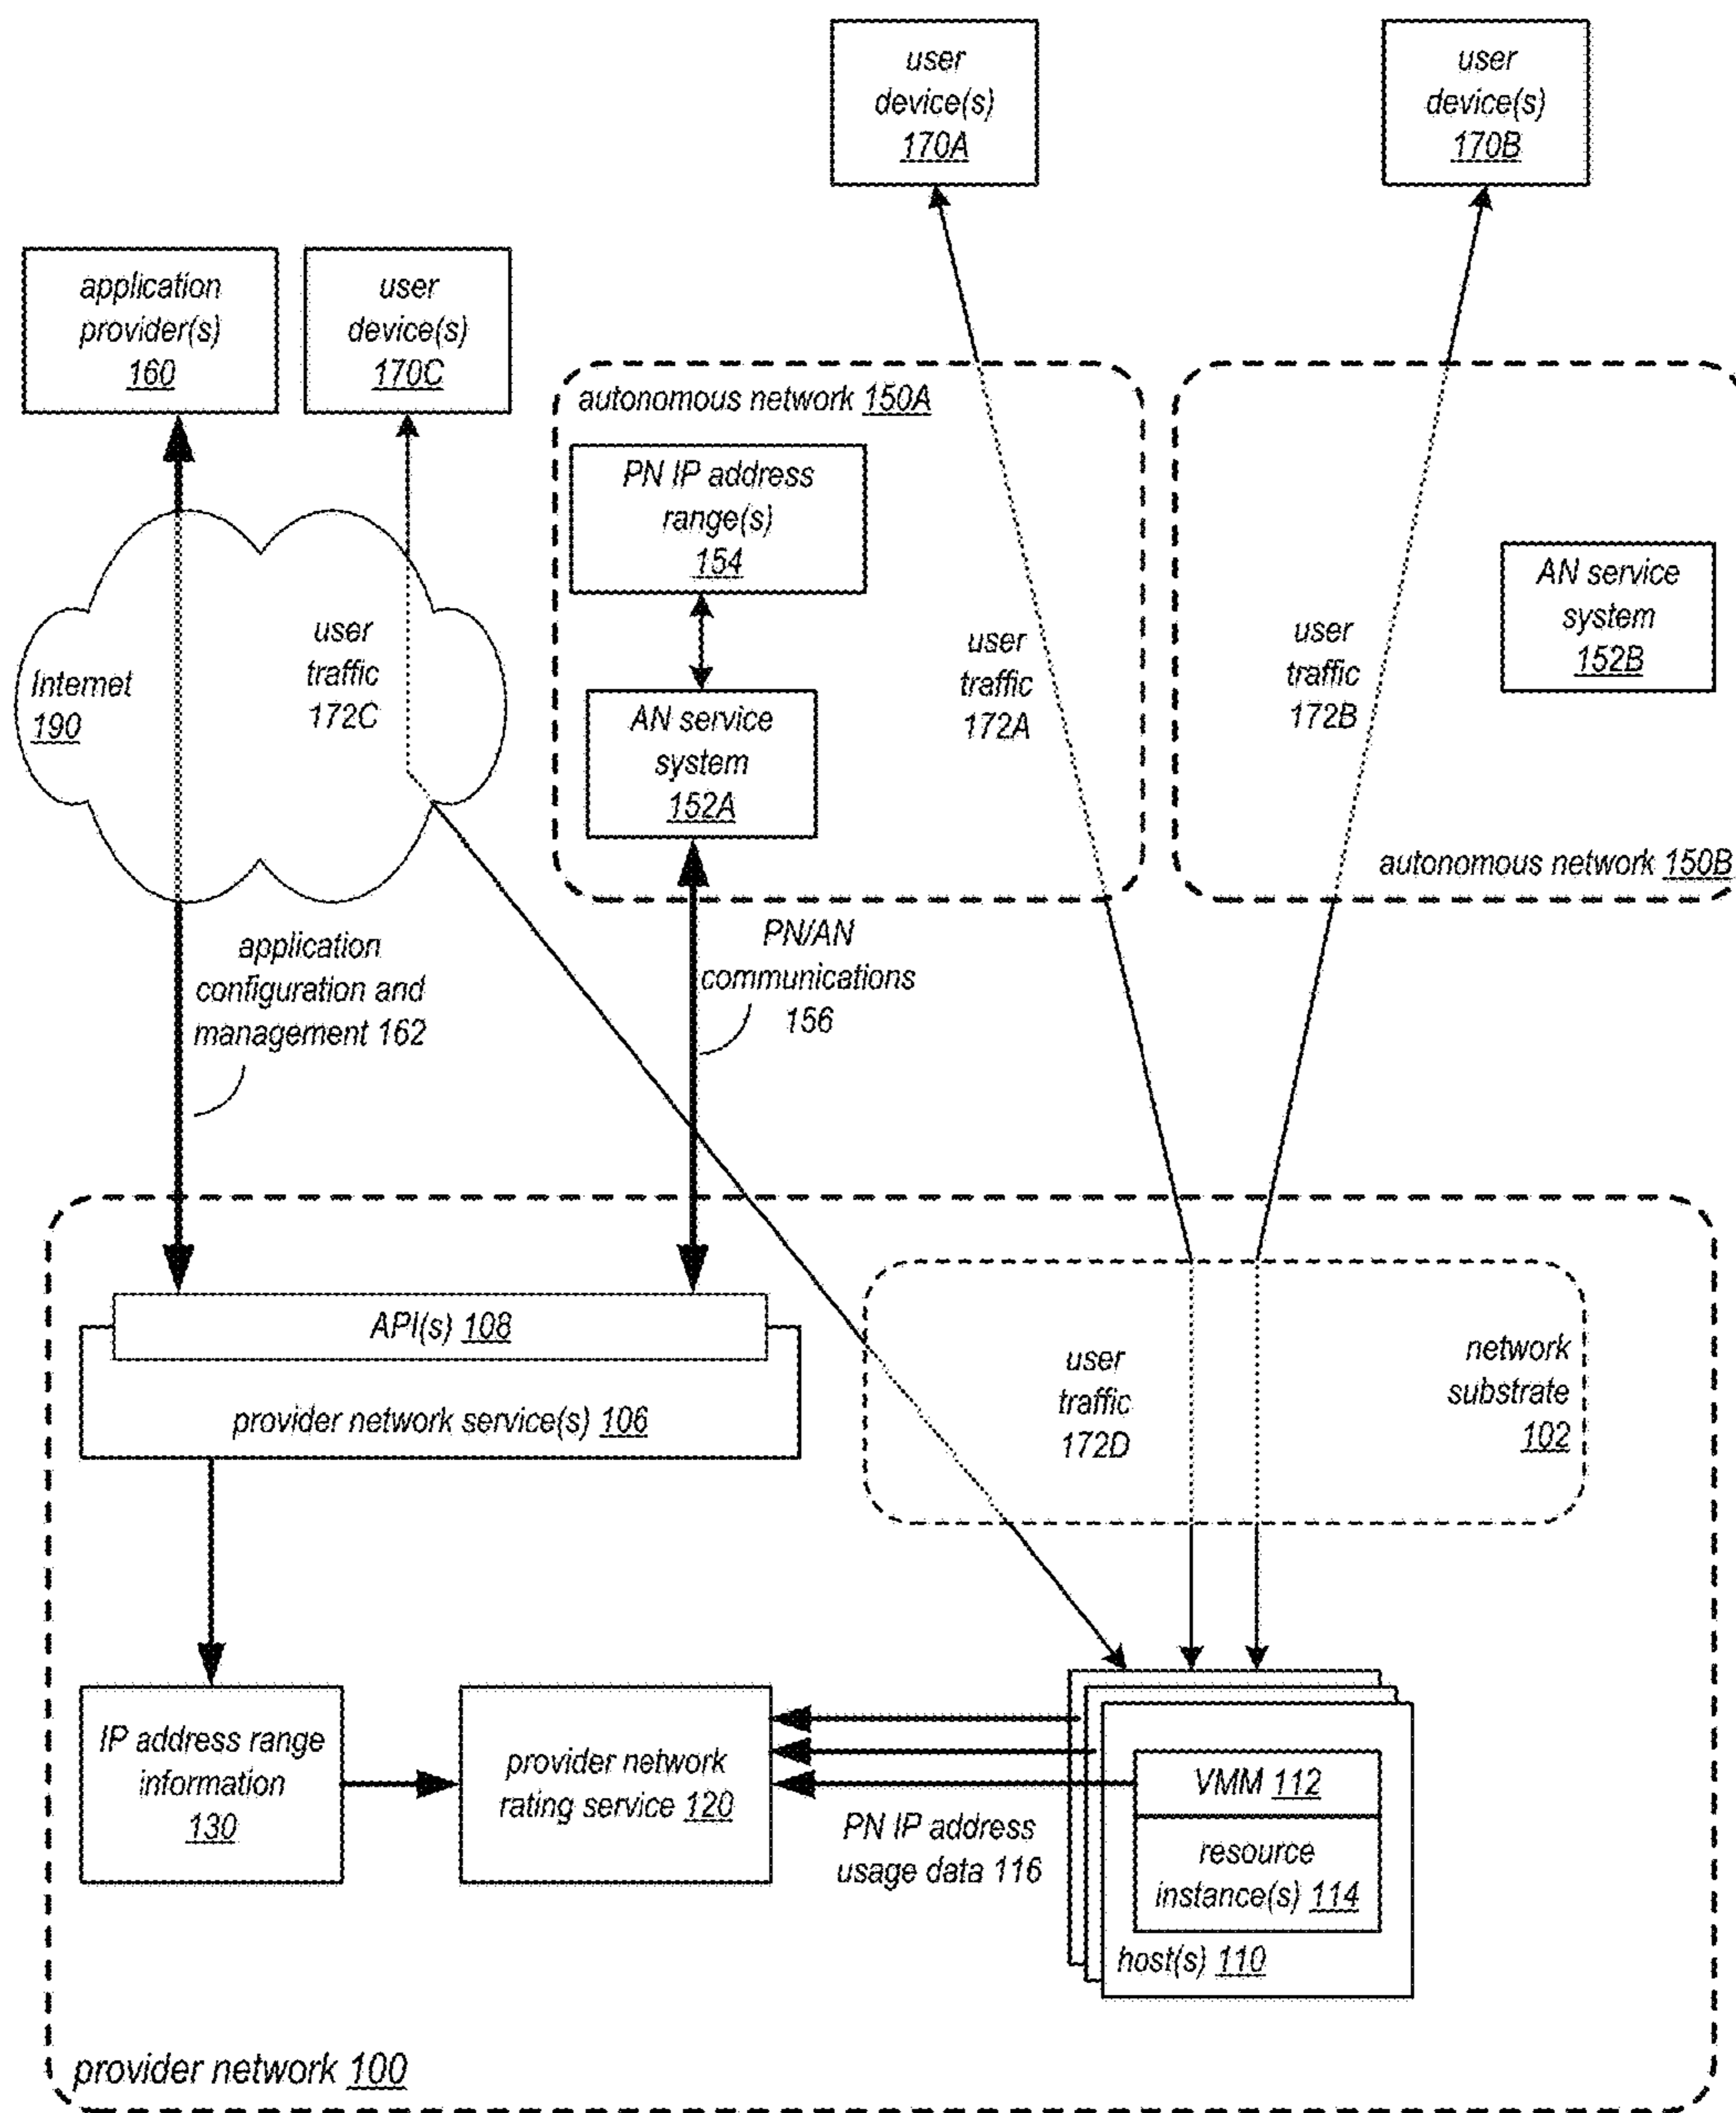 user
device(s)
170A
user
device(s)
170B
application
provider(s)
160
user
device(s)
170C
autonomous network 150A
PN IP address
range(s)
154
AN service
system
152A
user
traffic
172A
user
traffic
172B
AN service
system
152B
autonomous network 150B
Internet
190
user
traffic
172C
application
configuration and
management 162
PN/AN
communications
156
API(s) 108
provider network service(s) 106
user
traffic
172D
network
substrate
102
IP address range
information
130
provider network
rating service 120
PN IP address
usage data 116
VMM 112
resource
instance(s) 114
host(s) 110
provider network 100